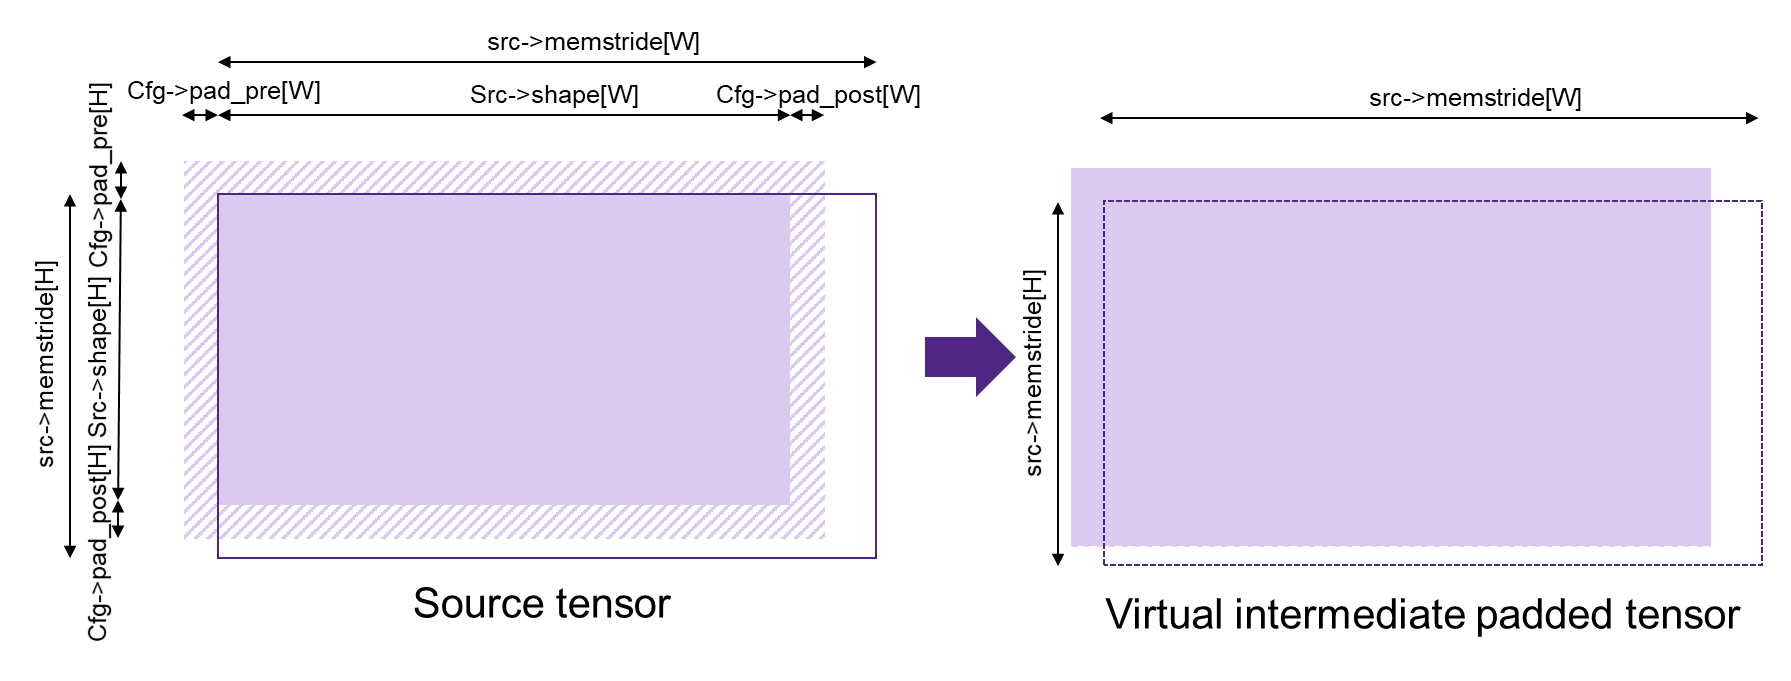 src->memstride[W]
Cfg->pad_pre[W]
Src->shape[W]
Cfg->pad_post[W]
src->memstride[H]
Cfg->pad_post[H] Src->shape[H] Cfg->pad_pre[H]
Source tensor
src->memstride[W]
src->memstride[H]
Virtual intermediate padded tensor